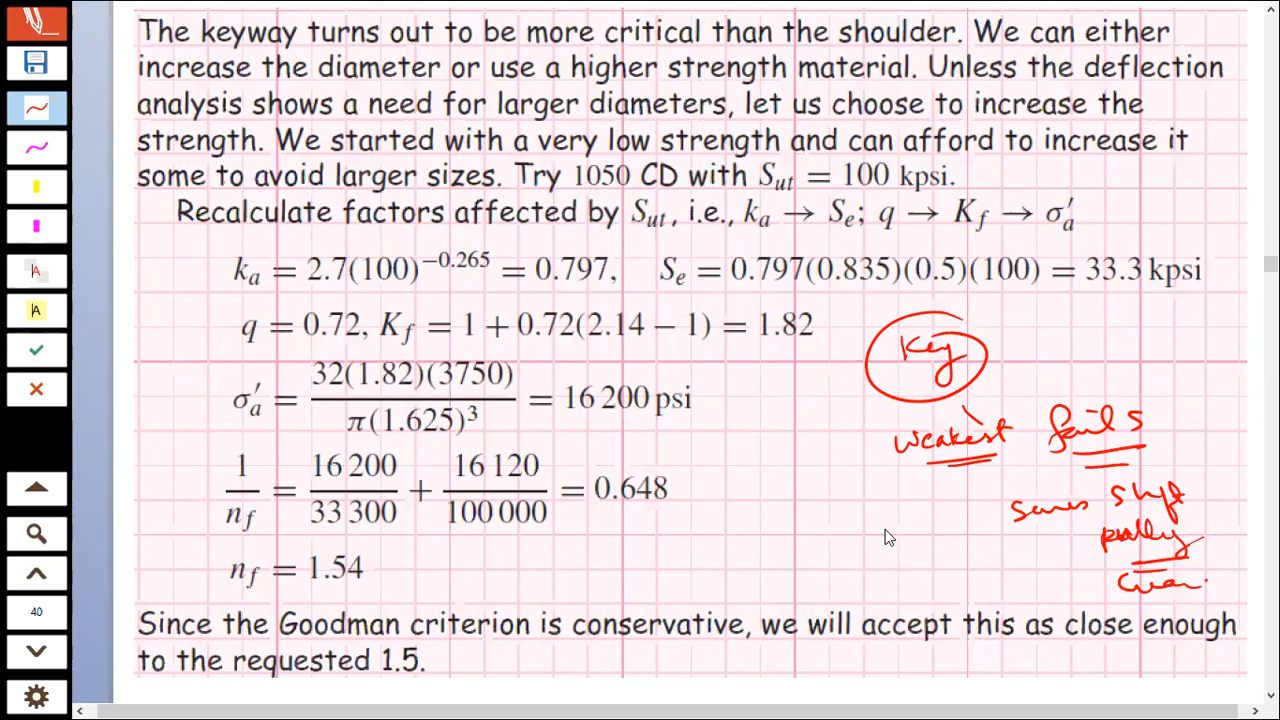 The keyway turns out to be more critical than the shoulder. We can either
increase the diameter or use a higher strength material. Unless the deflection
analysis shows a need for larger diameters, let us choose to increase the
strength. We started with a very low strength and can afford to increase it
some to avoid larger sizes. Try 1050 CD with S_ut = 100 kpsi.
Recalculate factors affected by S_ut, i.e., k_a → S_e; q → K_f → σ'_a
k_a = 2.7(100)^−0.265 = 0.797, S_e = 0.797(0.835)(0.5)(100) = 33.3 kpsi
q = 0.72, K_f = 1 + 0.72(2.14 − 1) = 1.82
σ'_a = 32(1.82)(3750) / π(1.625)^3 = 16 200 psi
1/n_f = 16 200/33 300 + 16 120/100 000 = 0.648
n_f = 1.54
Since the Goodman criterion is conservative, we will accept this as close enough
to the requested 1.5.
Key
weakest fails
saves shaft
pulley
gear
A
A
40